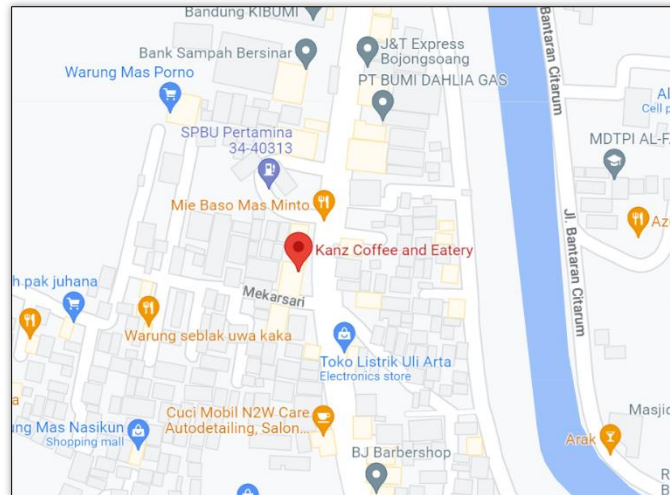 Bandung KIBUMI
Bank Sampah Bersinar
J&T Express
Bojongsoang
PT BUMI DAHLIA GAS
Warung Mas Porno
SPBU Pertamina
34-40313
Mie Baso Mas Minto
Kanz Coffee and Eatery
Mekarsari
h pak juhana
Warung seblak uwa kaka
Toko Listrik Uli Arta
Electronics store
Cuci Mobil N2W Care
Autodetailing, Salon...
ung Mas Nasikun
Shopping mall
BJ Barbershop
Bantaran Citarum
Jl. Bantaran Citarum
Al
Cell p
MDTPI AL-FA
Az
Masjid
Arak
R
B
a